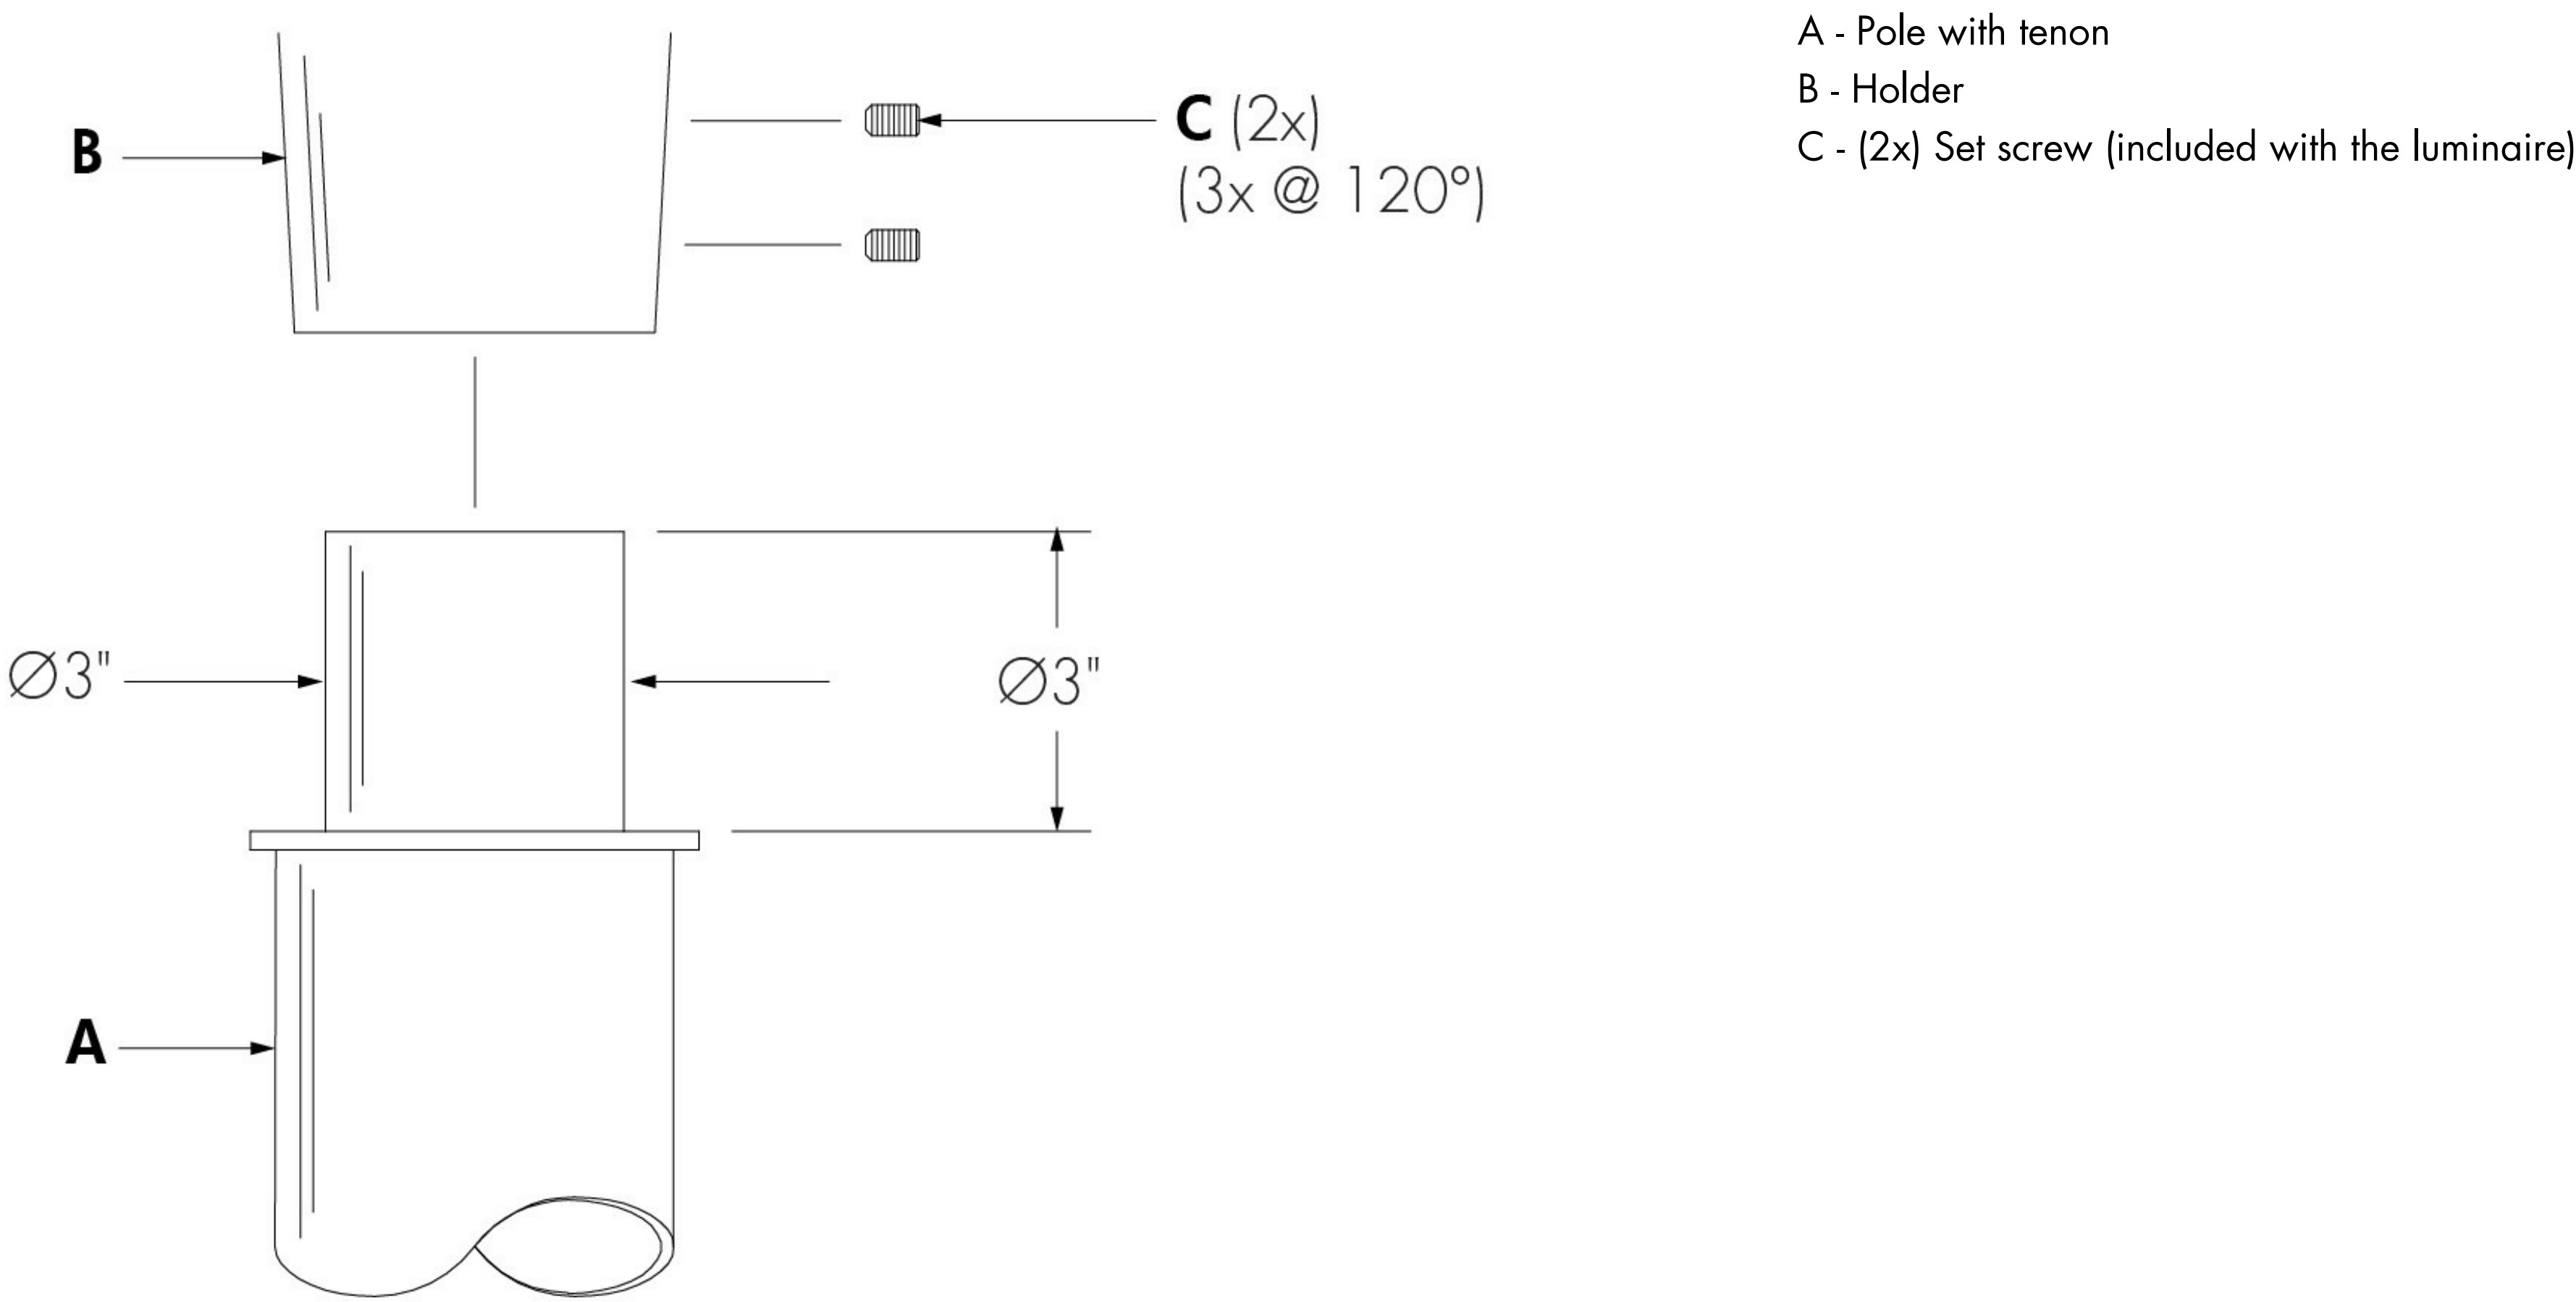 A - Pole with tenon
B - Holder
C - (2x) Set screw (included with the luminaire)
B
C (2x)
(3x @ 120°)
Ø3"
Ø3"
A